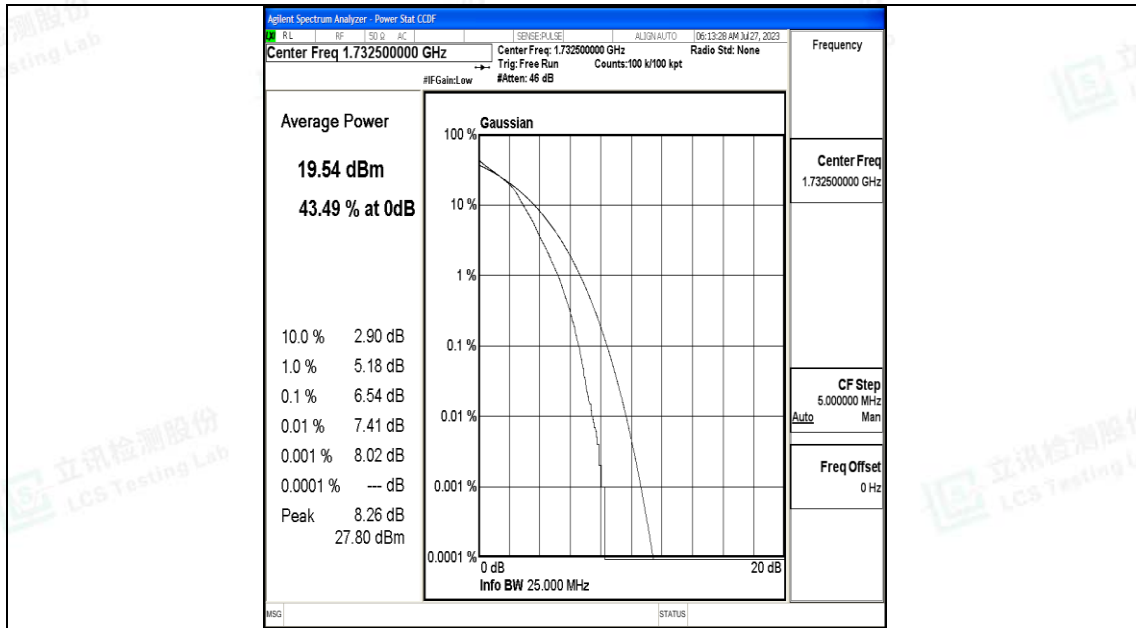 Agilent Spectrum Analyzer - Power Stat CCDF
RL RF 50 Ω AC SENSE:PULSE ALIGN AUTO 06:13:28 AM Jul 27, 2023
Center Freq 1.732500000 GHz
Center Freq: 1.732500000 GHz Radio Std: None
Trig: Free Run Counts:100 k/100 kpt
#IFGain:Low #Atten: 46 dB
Frequency
Average Power
19.54 dBm
43.49 % at 0dB
10.0 % 2.90 dB
1.0 % 5.18 dB
0.1 % 6.54 dB
0.01 % 7.41 dB
0.001 % 8.02 dB
0.0001 % --- dB
Peak 8.26 dB
27.80 dBm
Gaussian
100 %
10 %
1 %
0.1 %
0.01 %
0.001 %
0.0001 %
0 dB 20 dB
Info BW 25.000 MHz
Center Freq
1.732500000 GHz
CF Step
5.000000 MHz
Auto Man
Freq Offset
0 Hz
MSG STATUS
立讯检测股份
LCS Testing Lab